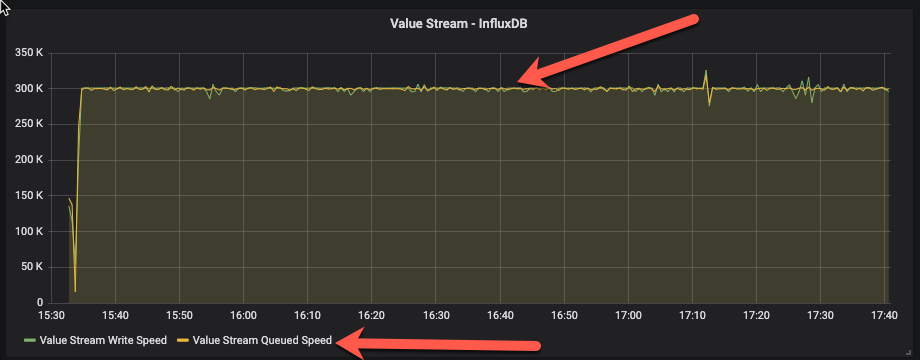 Value Stream - InfluxDB
350 K
300 K
250 K
200 K
150 K
100 K
50 K
0
15:30 15:40 15:50 16:00 16:10 16:20 16:30 16:40 16:50 17:00 17:10 17:20 17:30 17:40
Value Stream Write Speed Value Stream Queued Speed